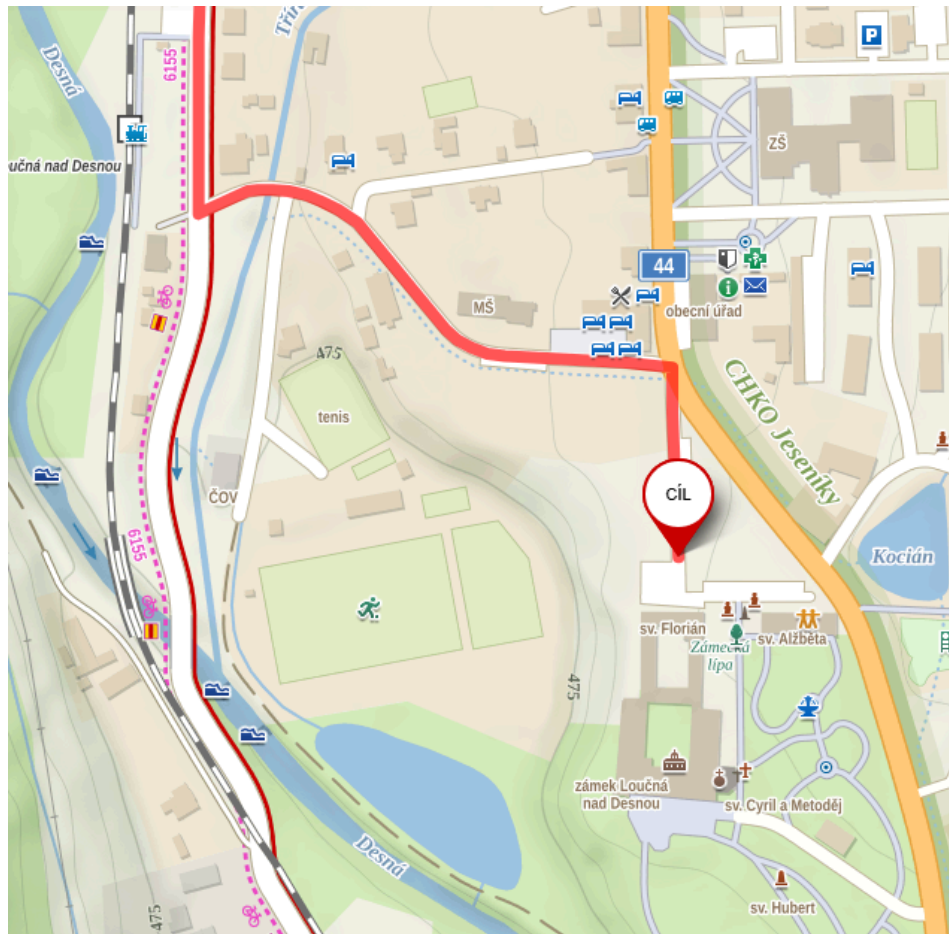 Desná
6155
P
ZŠ
Loučná nad Desnou
44
i
obecní úřad
MŠ
475
CHKO Jeseníky
tenis
CÍL
ČOV
6155
Kocián
sv. Florián
sv. Alžběta
Zámecká
lípa
475
zámek Loučná
nad Desnou
sv. Cyril a Metoděj
Desná
sv. Hubert
475